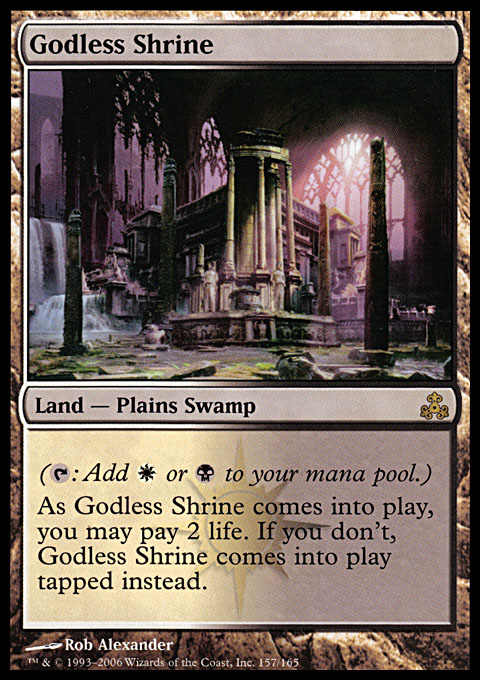 Godless Shrine
Land — Plains Swamp
(: Add or to your mana pool.)
As Godless Shrine comes into play,
you may pay 2 life. If you don't,
Godless Shrine comes into play
tapped instead.
Rob Alexander
™ & © 1993–2006 Wizards of the Coast, Inc. 157/165